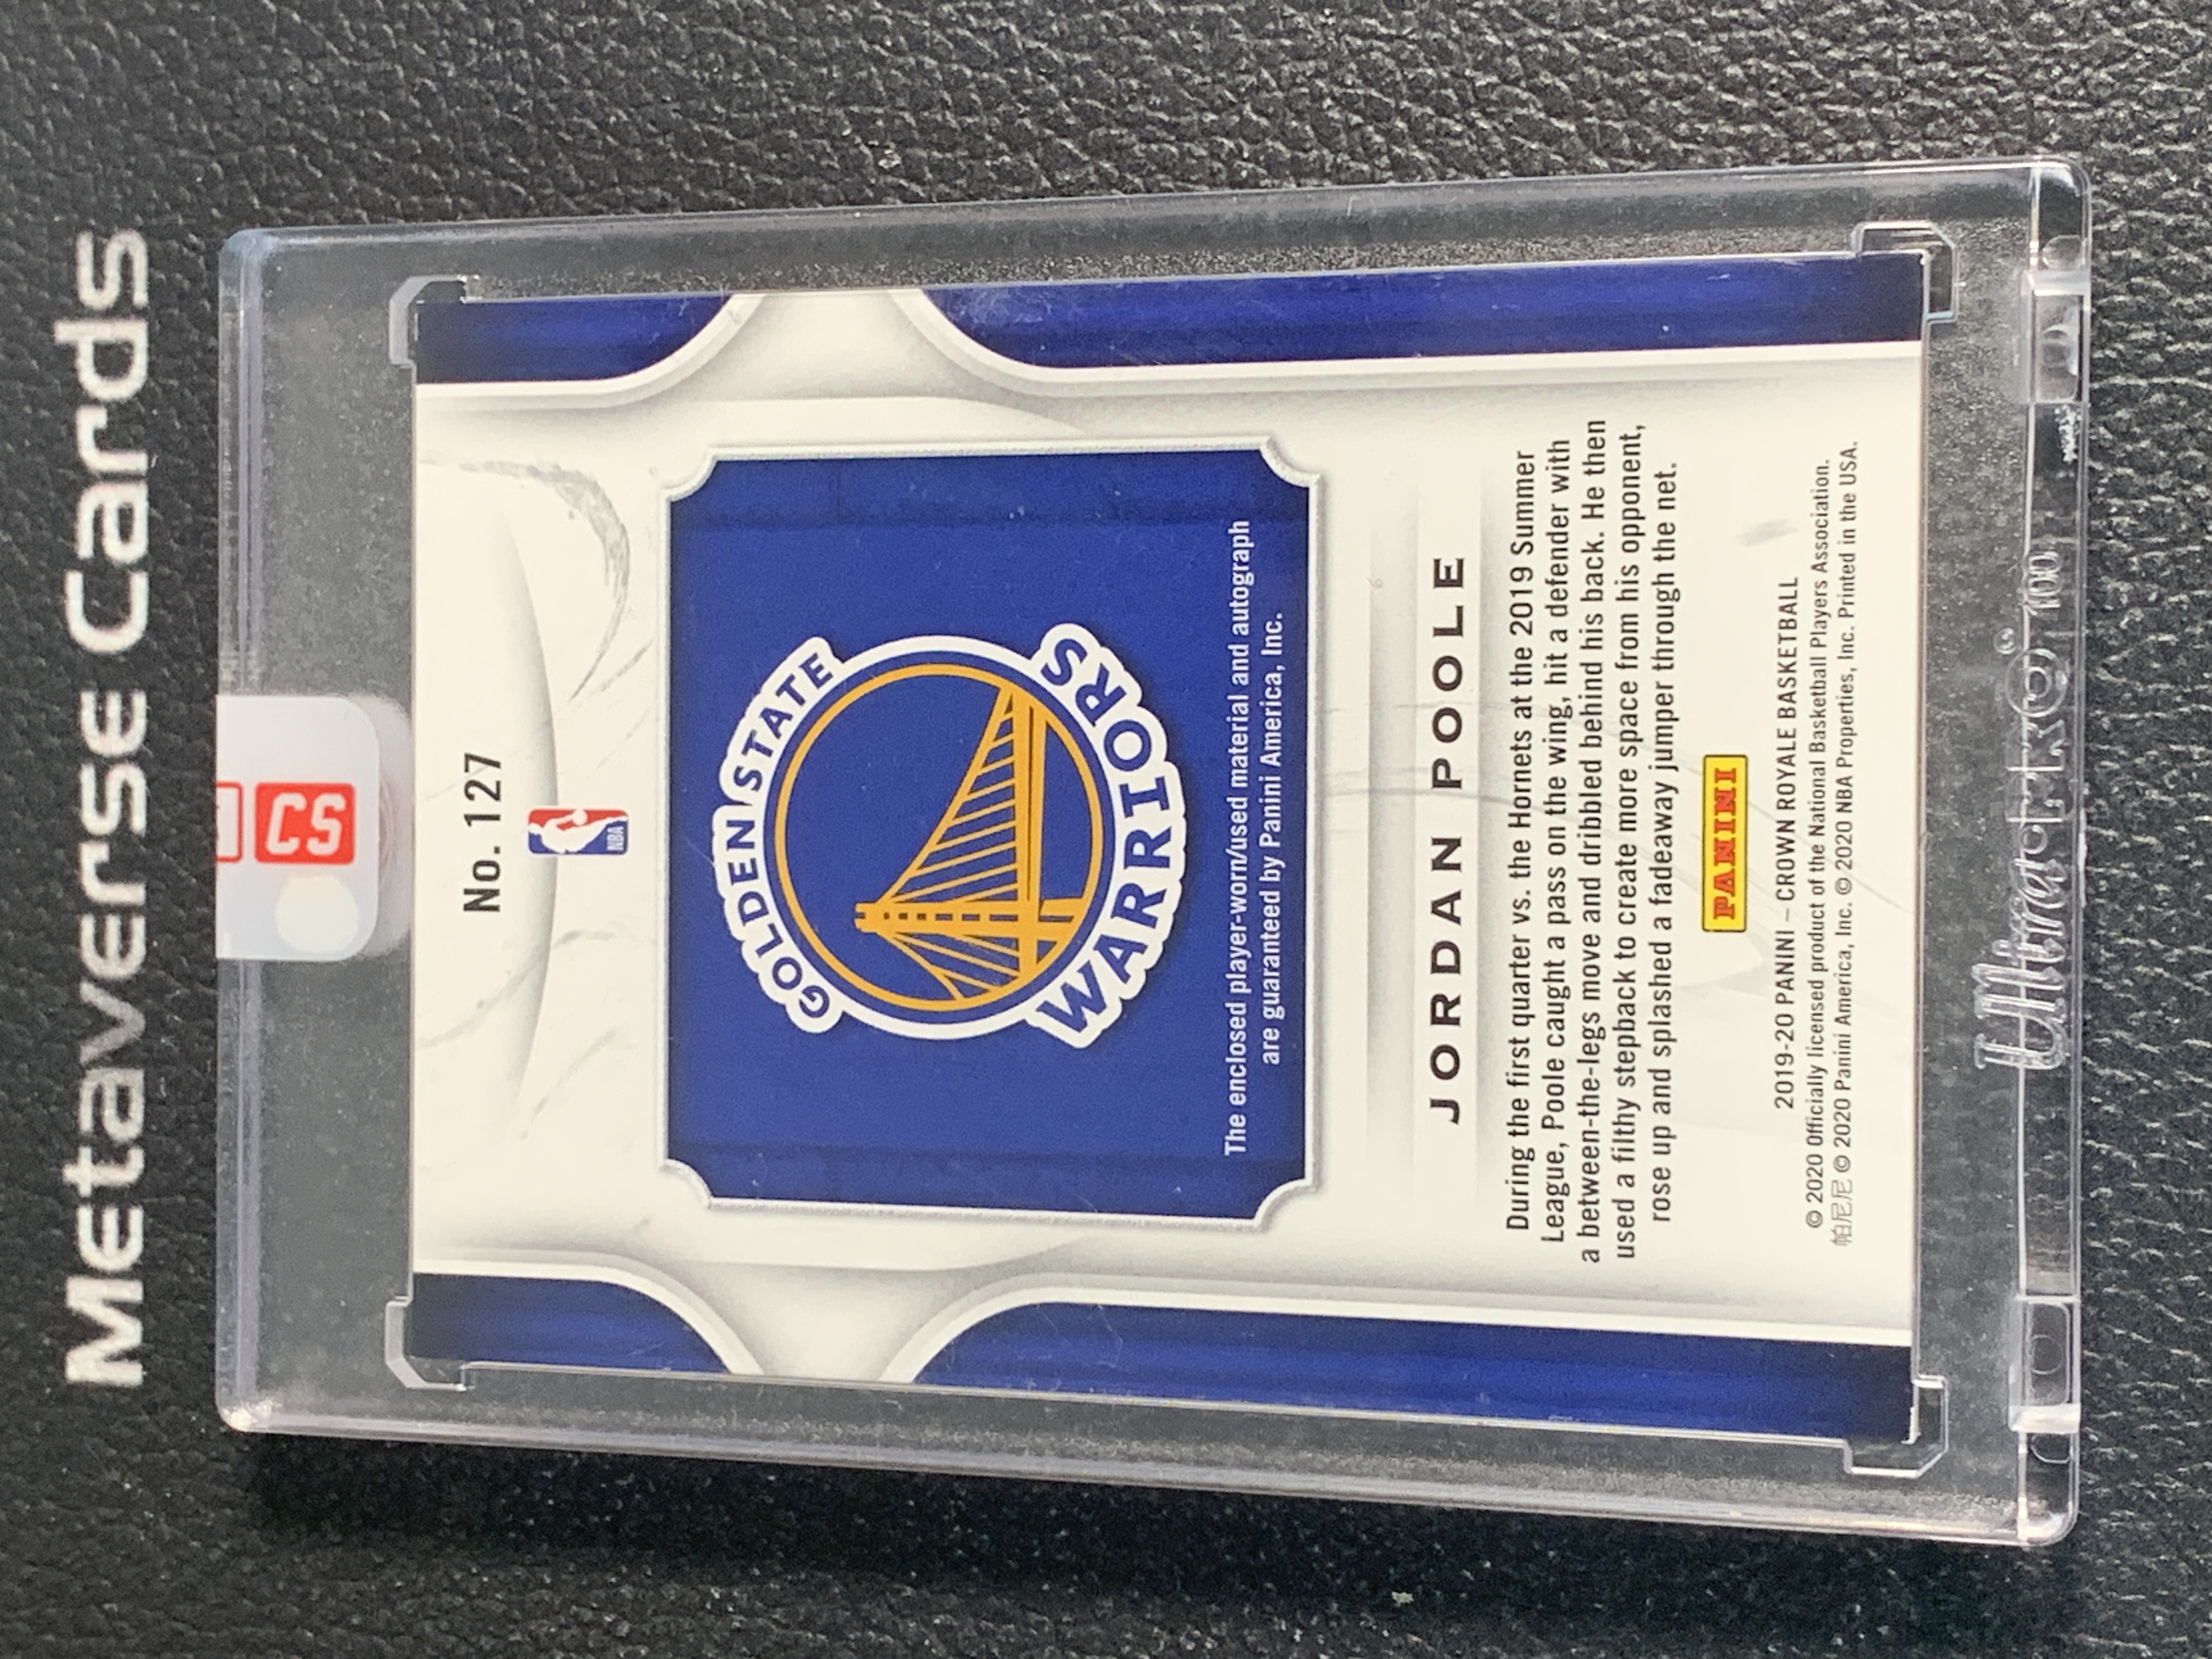 Metaverse Cards
CS
No. 127
NBA
GOLDEN STATE
WARRIORS
The enclosed player-worn/used material and autograph
are guaranteed by Panini America, Inc.
JORDAN POOLE
During the first quarter vs. the Hornets at the 2019 Summer
League, Poole caught a pass on the wing, hit a defender with
a between-the-legs move and dribbled behind his back. He then
used a filthy stepback to create more space from his opponent,
rose up and splashed a fadeaway jumper through the net.
PANINI
2019-20 PANINI – CROWN ROYALE BASKETBALL
© 2020 Officially licensed product of the National Basketball Players Association.
帕尼尼 © 2020 Panini America, Inc. © 2020 NBA Properties, Inc. Printed in the USA.
Ultra PRO® 100